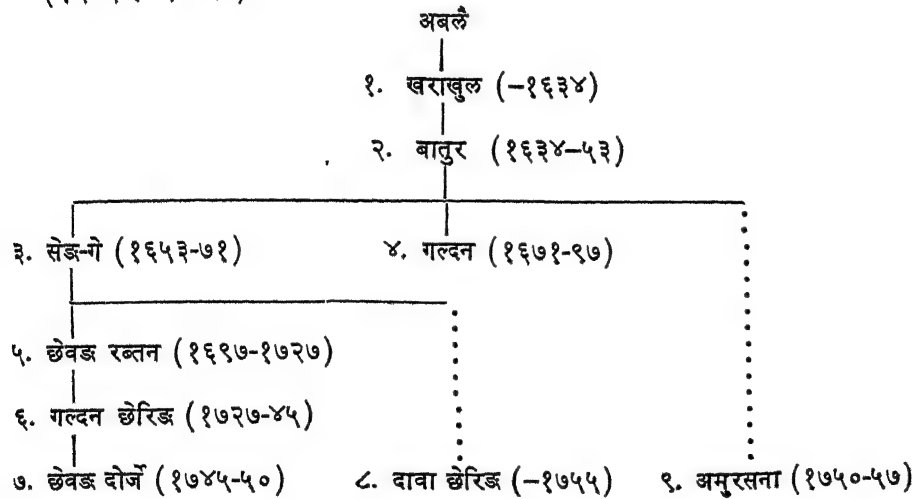 अबलै
१. खराखुल (–१६३४)
२. बातुर (१६३४–५३)
३. सेङ-गे (१६५३-७१) ४. गल्दन (१६७१-९७)
५. छेवङ रब्तन (१६९७-१७२७)
६. गल्दन छेरिङ (१७२७-४५)
७. छेवङ दोर्जे (१७४५-५०) ८. दावा छेरिङ (–१७५५) ९. अमुरसना (१७५०-५७)